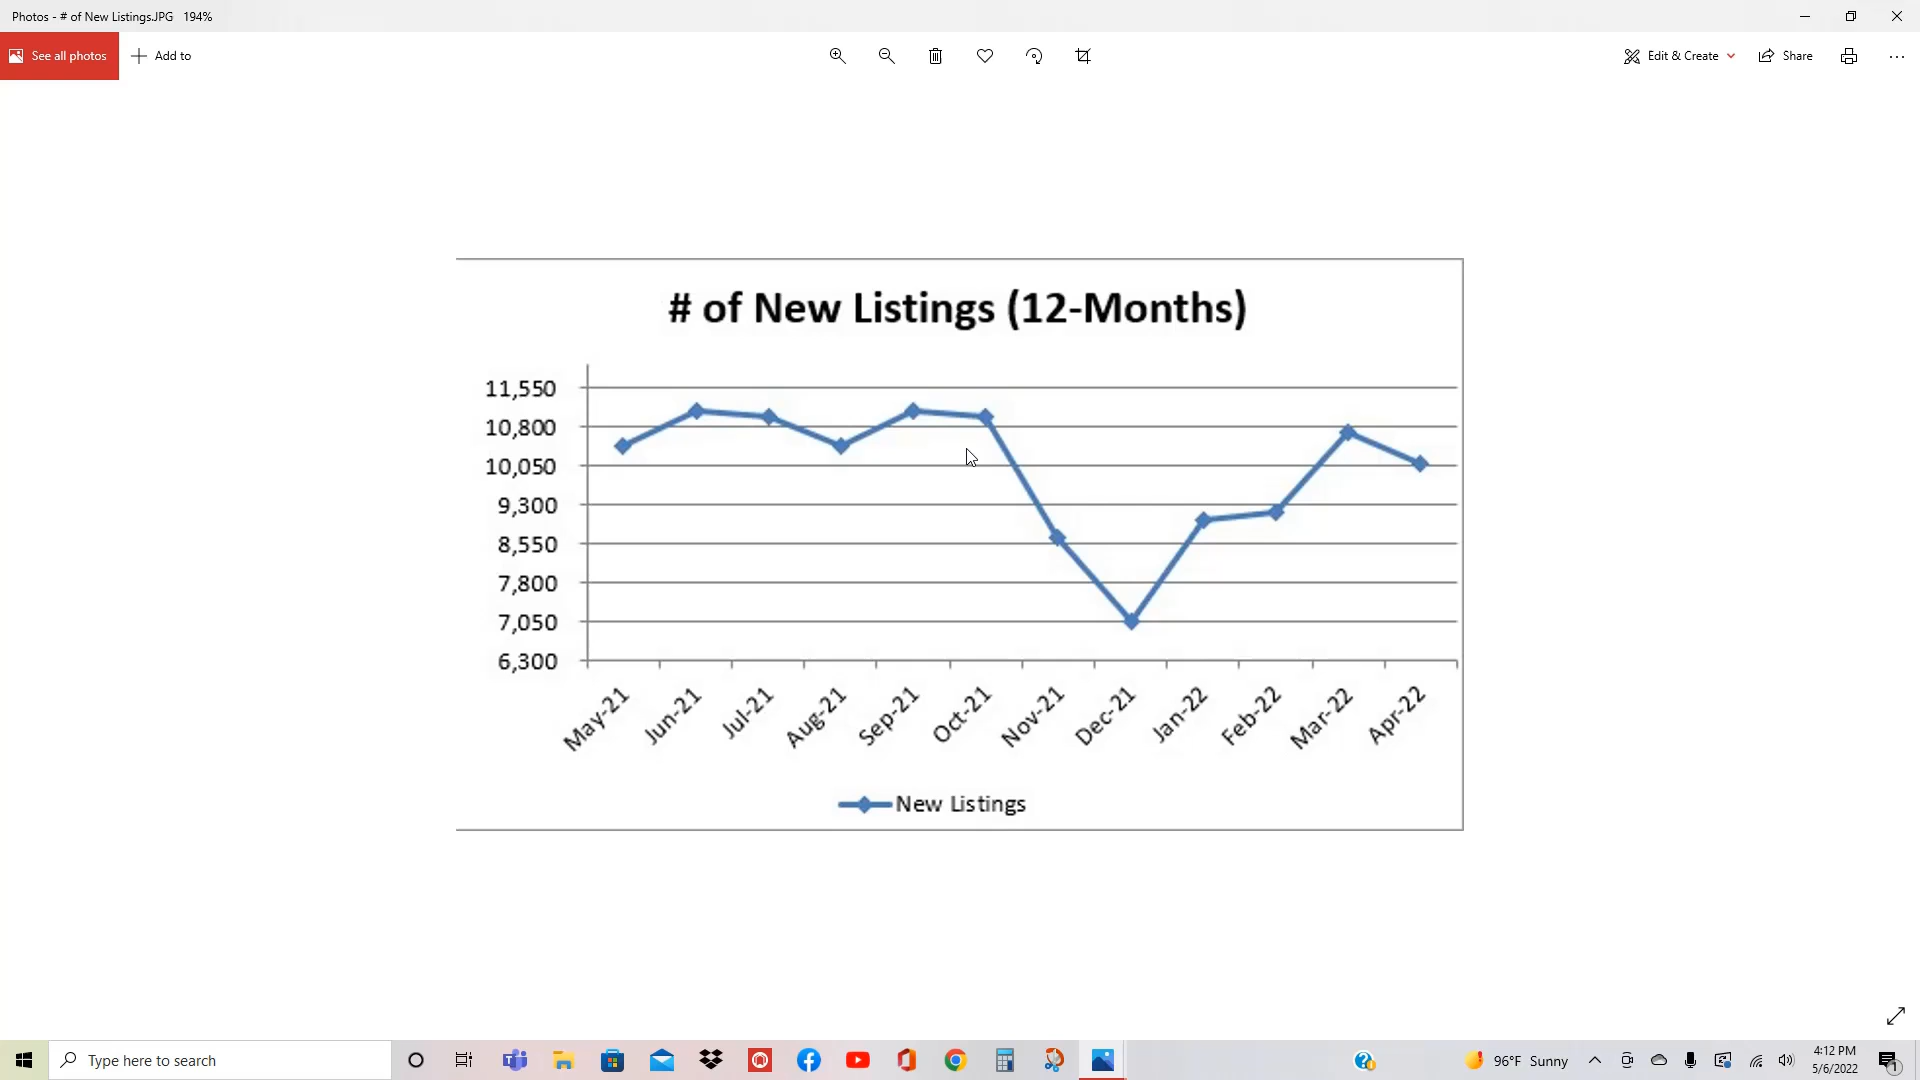 Photos - # of New Listings.JPG 194%
See all photos
Add to
Edit & Create
Share
# of New Listings (12-Months)
11,550
10,800
10,050
9,300
8,550
7,800
7,050
6,300
May-21 Jun-21 Jul-21 Aug-21 Sep-21 Oct-21 Nov-21 Dec-21 Jan-22 Feb-22 Mar-22 Apr-22
New Listings
Type here to search
96°F Sunny
4:12 PM
5/6/2022
1